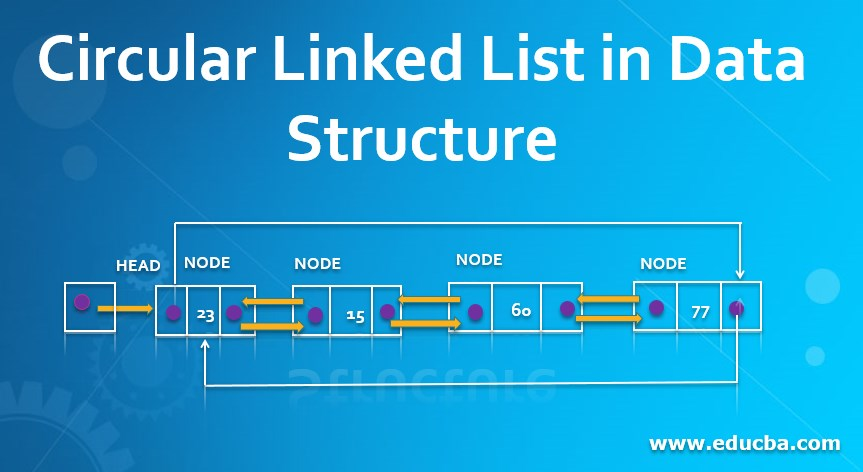 Circular Linked List in Data
Structure
HEAD
NODE
NODE
NODE
NODE
23
15
60
77
www.educba.com